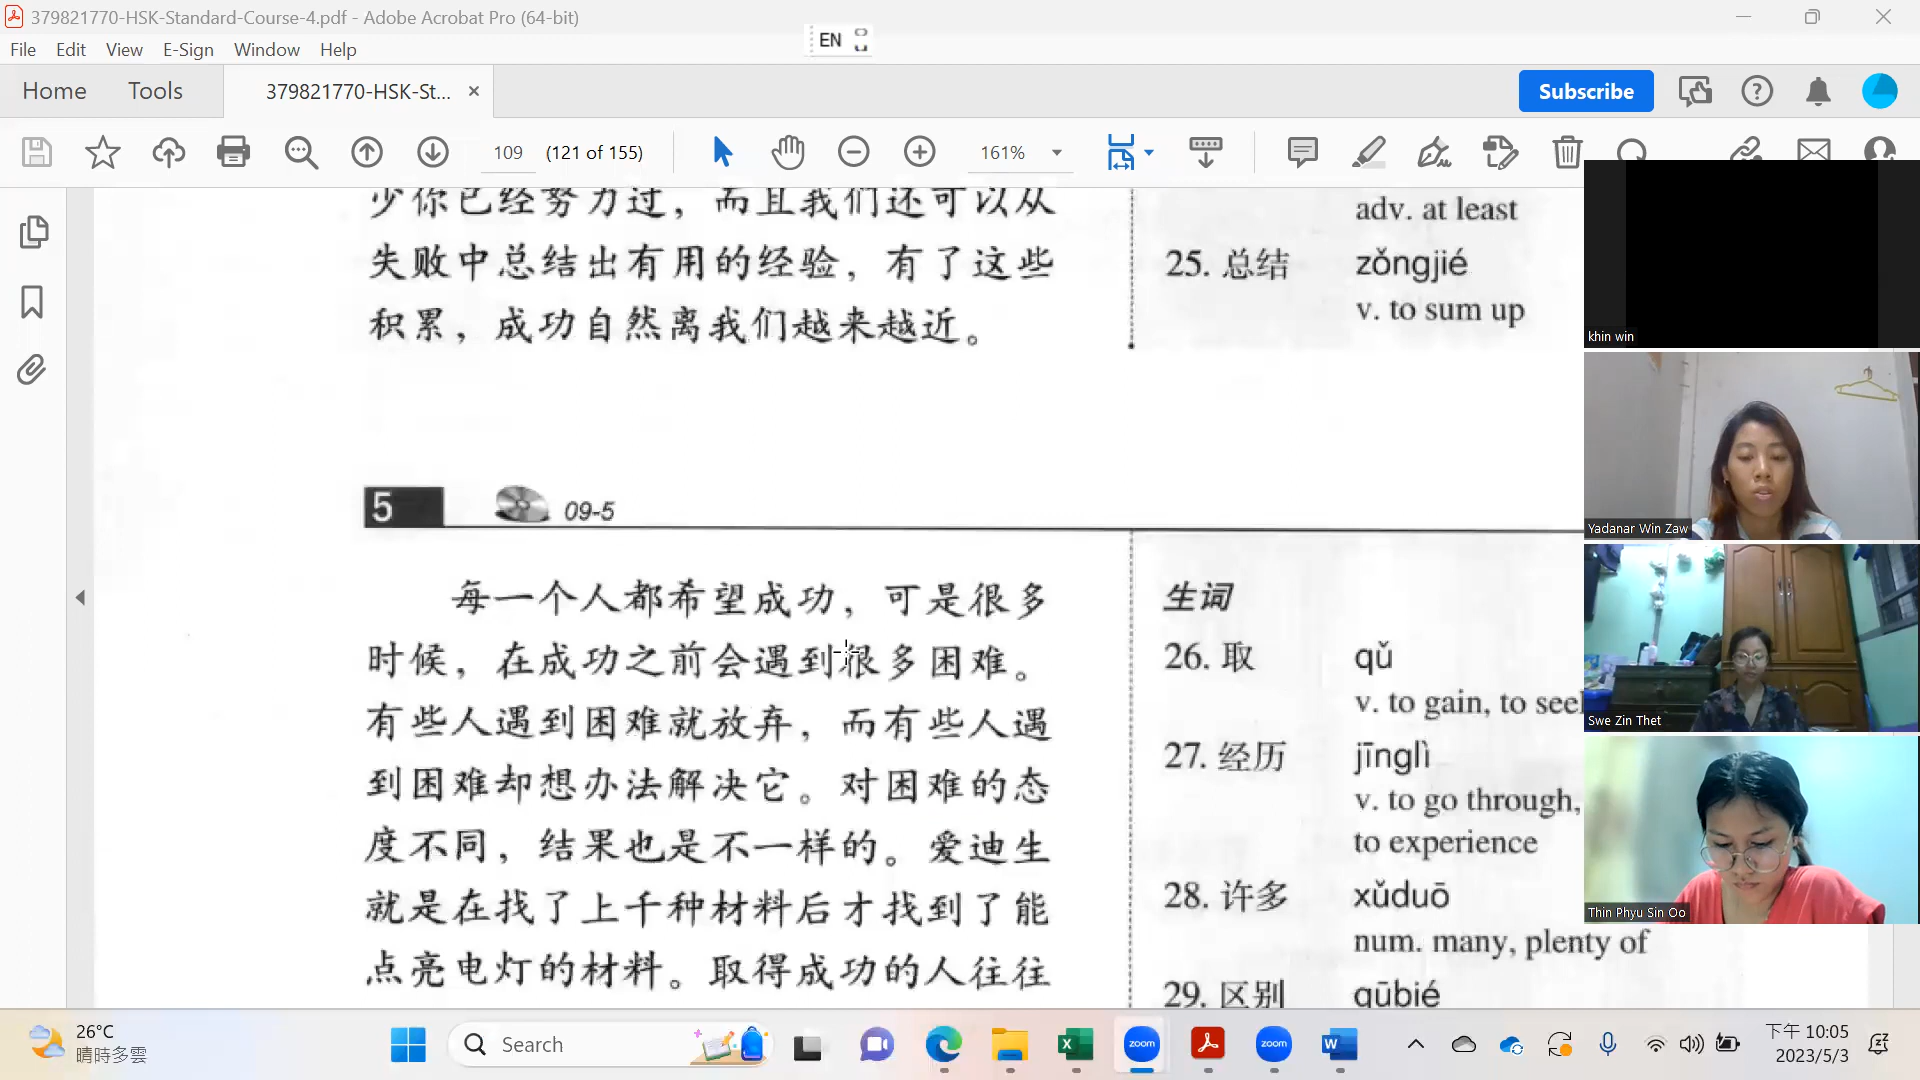 379821770-HSK-Standard-Course-4.pdf - Adobe Acrobat Pro (64-bit)
File Edit View E-Sign Window Help
EN
Home Tools 379821770-HSK-St... ×
Subscribe
109 (121 of 155) 161%
少你已经努力过，而且我们还可以从
失败中总结出有用的经验，有了这些
积累，成功自然离我们越来越近。
adv. at least
25. 总结 zǒngjié
v. to sum up
5 09-5
每一个人都希望成功，可是很多
时候，在成功之前会遇到很多困难。
有些人遇到困难就放弃，而有些人遇
到困难却想办法解决它。对困难的态
度不同，结果也是不一样的。爱迪生
就是在找了上千种材料后才找到了能
点亮电灯的材料。取得成功的人往往
生词
26. 取 qǔ
v. to gain, to seek
27. 经历 jīnglì
v. to go through,
to experience
28. 许多 xǔduō
num. many, plenty of
29. 区别 qūbié
khin win
Yadanar Win Zaw
Swe Zin Thet
Thin Phyu Sin Oo
26°C
晴時多雲
Search
zoom
zoom
下午 10:05
2023/5/3